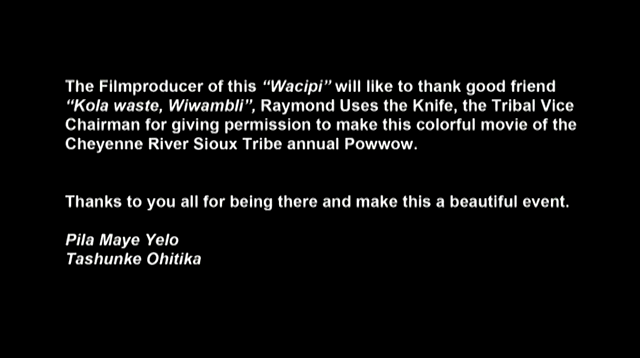 The Filmproducer of this “Wacipi” will like to thank good friend
“Kola waste, Wiwambli”, Raymond Uses the Knife, the Tribal Vice
Chairman for giving permission to make this colorful movie of the
Cheyenne River Sioux Tribe annual Powwow.
Thanks to you all for being there and make this a beautiful event.
Pila Maye Yelo
Tashunke Ohitika